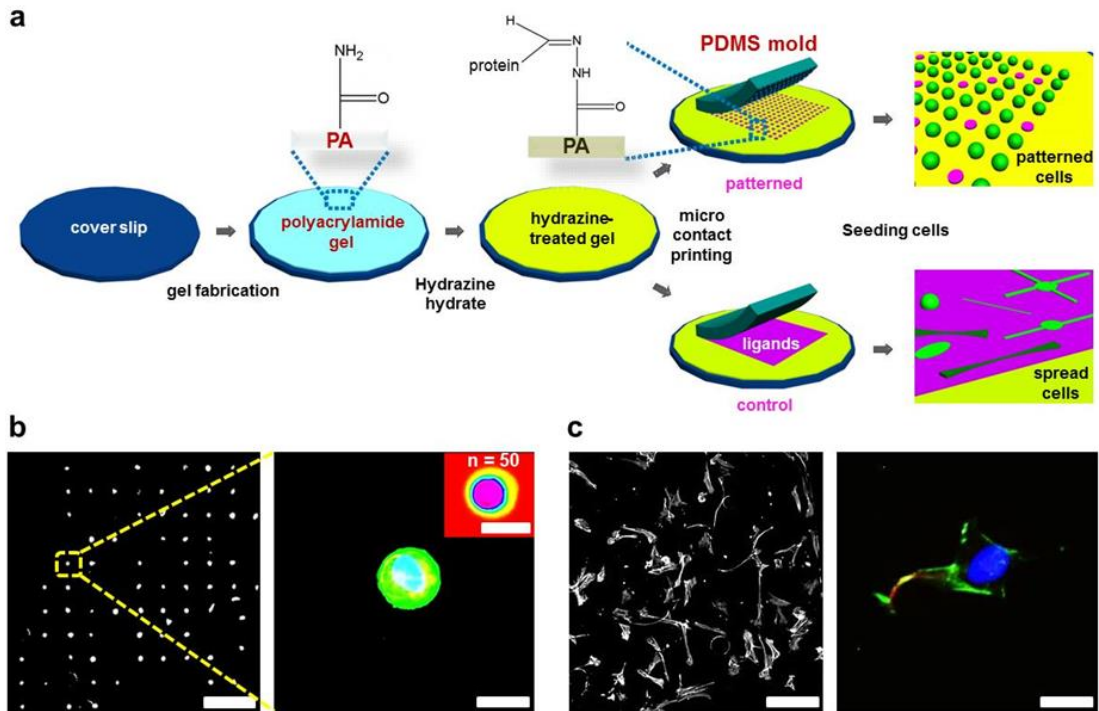 a
NH2
O
PA
H
N
protein
NH
O
PA
PDMS mold
patterned
cells
patterned
cover slip
polyacrylamide
gel
hydrazine-
treated gel
micro
contact
printing
Seeding cells
gel fabrication
Hydrazine
hydrate
ligands
control
spread
cells
b
n = 50
c